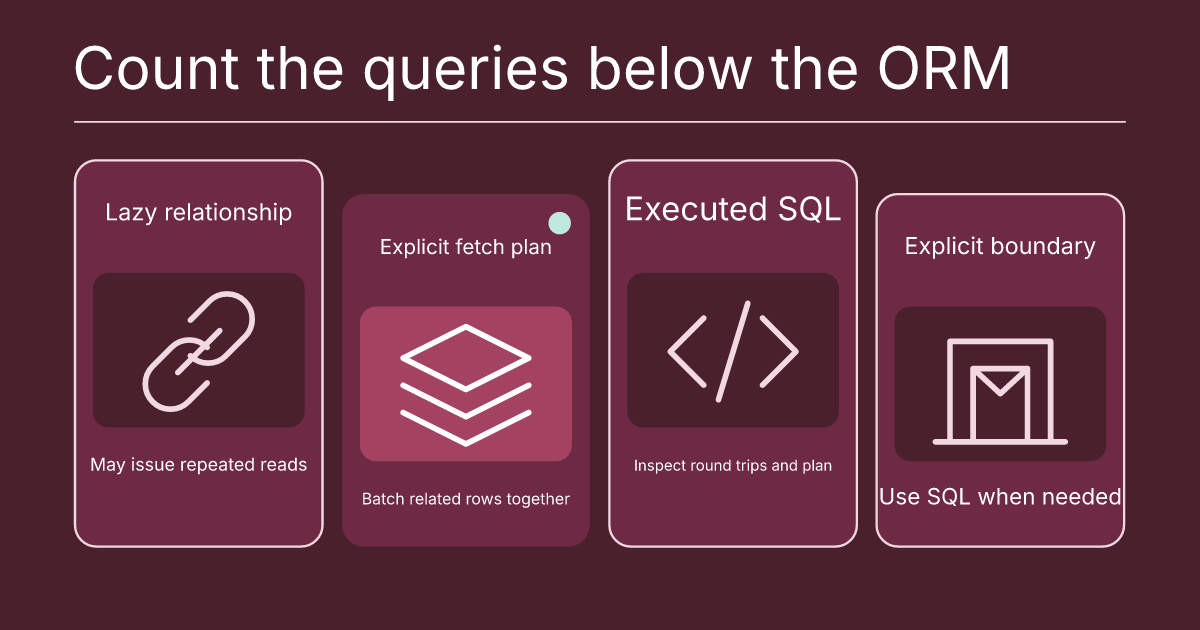 Count the queries below the ORM
Lazy relationship
May issue repeated reads
Explicit fetch plan
Batch related rows together
Executed SQL
Inspect round trips and plan
Explicit boundary
Use SQL when needed